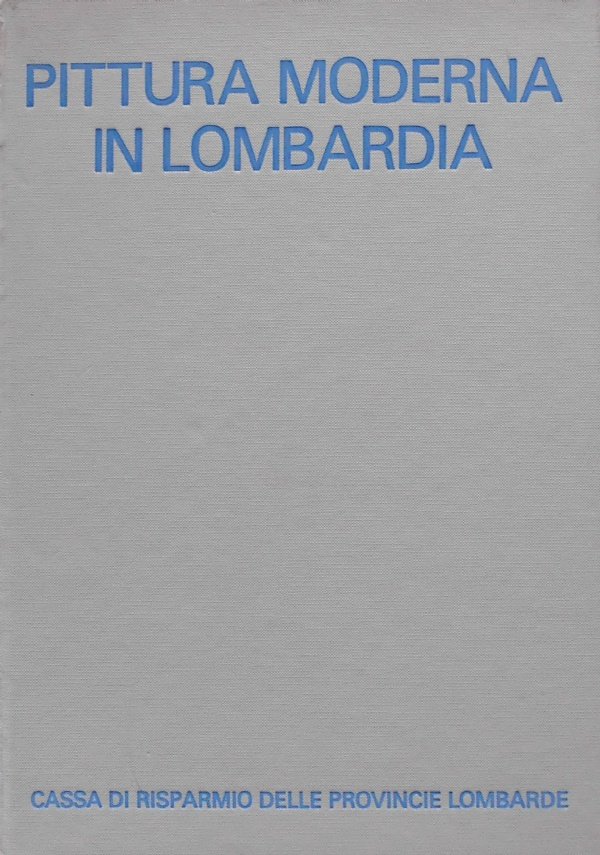 PITTURA MODERNA
IN LOMBARDIA
CASSA DI RISPARMIO DELLE PROVINCIE LOMBARDE